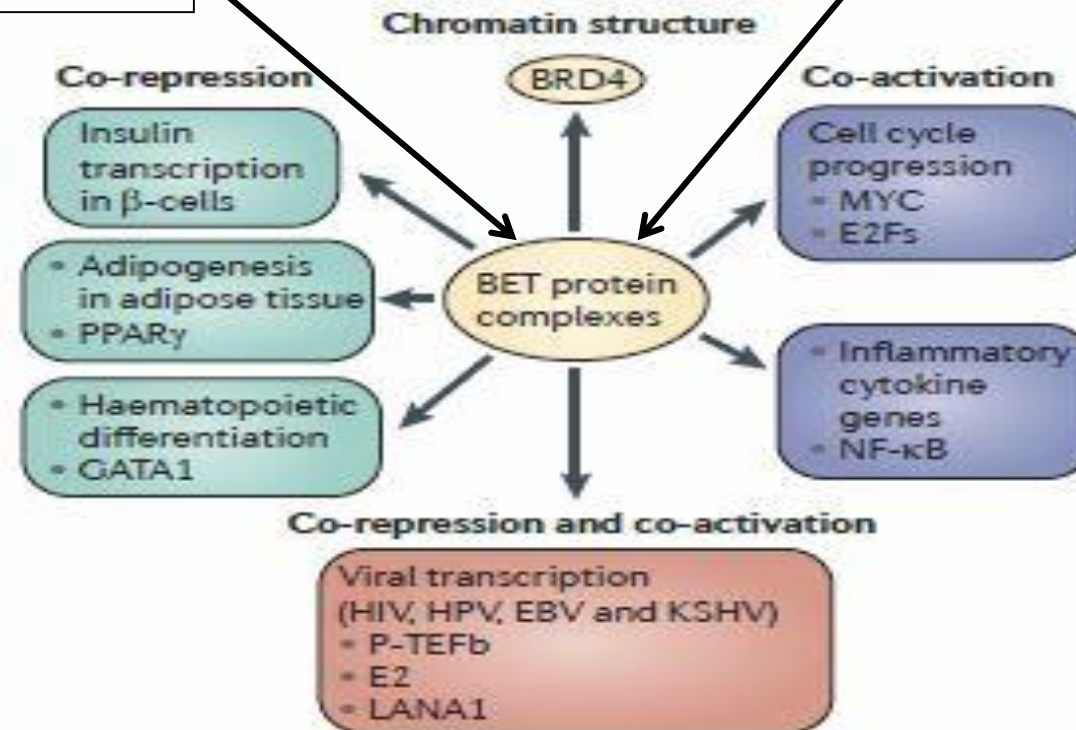 Chromatin structure
BRD4
Co-repression
Insulin
transcription
in β-cells
• Adipogenesis
in adipose tissue
• PPARγ
• Haematopoietic
differentiation
• GATA1
BET protein
complexes
Co-activation
Cell cycle
progression
• MYC
• E2Fs
• Inflammatory
cytokine
genes
• NF-κB
Co-repression and co-activation
Viral transcription
(HIV, HPV, EBV and KSHV)
• P-TEFb
• E2
• LANA1